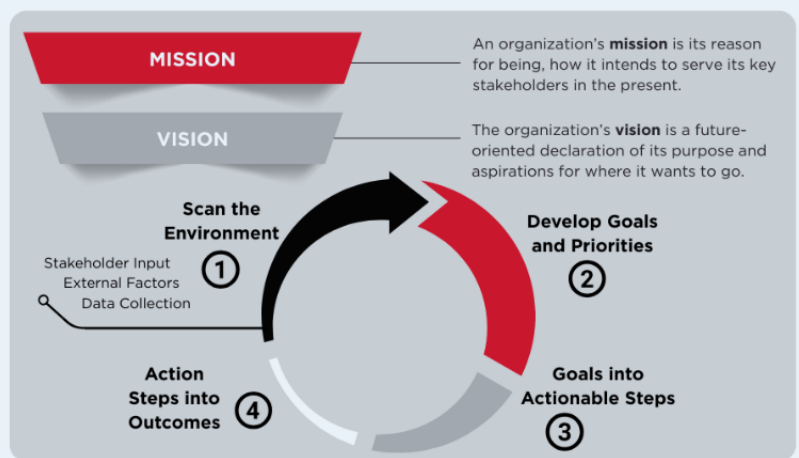 MISSION
An organization's mission is its reason
for being, how it intends to serve its key
stakeholders in the present.
VISION
The organization's vision is a future-
oriented declaration of its purpose and
aspirations for where it wants to go.
Scan the
Environment
1
Stakeholder Input
External Factors
Data Collection
Develop Goals
and Priorities
2
Goals into
Actionable Steps
3
Action
Steps into
Outcomes
4